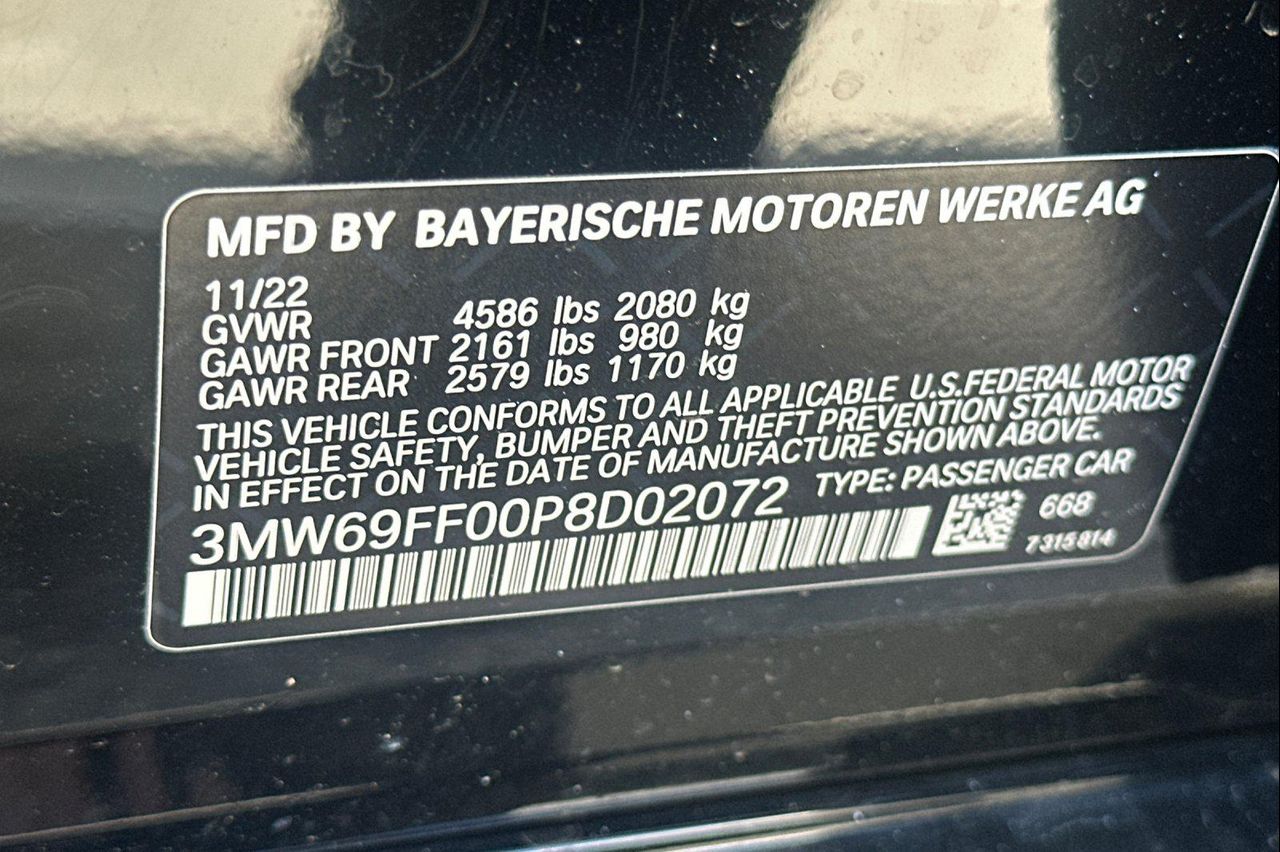 MFD BY BAYERISCHE MOTOREN WERKE AG
11/22
GVWR 4586 lbs 2080 kg
GAWR FRONT 2161 lbs 980 kg
GAWR REAR 2579 lbs 1170 kg
THIS VEHICLE CONFORMS TO ALL APPLICABLE U.S.FEDERAL MOTOR
VEHICLE SAFETY, BUMPER AND THEFT PREVENTION STANDARDS
IN EFFECT ON THE DATE OF MANUFACTURE SHOWN ABOVE.
3MW69FF00P8D02072 TYPE: PASSENGER CAR
668
7315814